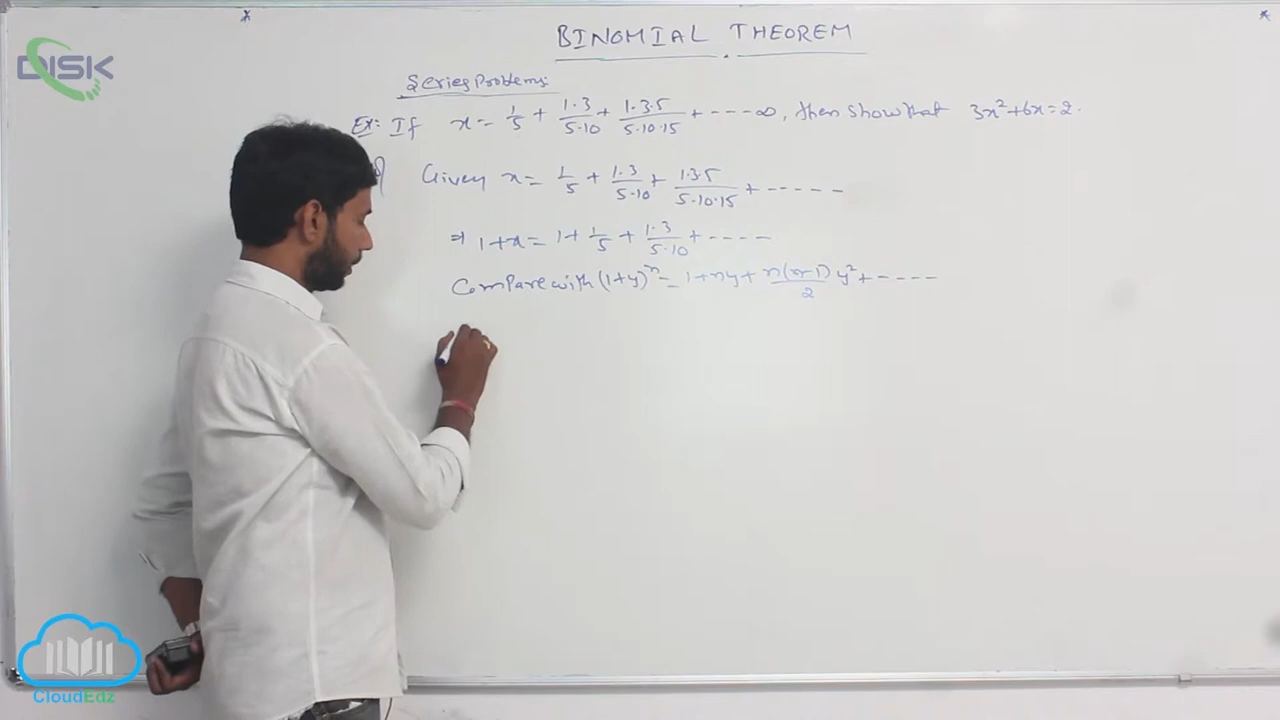 DISK
BINOMIAL THEOREM
Series Problems:
Ex: If x = 1/5 + 1·3/5·10 + 1·3·5/5·10·15 + ----∞, then show that 3x² + 6x = 2.
Given x = 1/5 + 1·3/5·10 + 1·3·5/5·10·15 + -----
⇒ 1+x = 1 + 1/5 + 1·3/5·10 + ----
Compare with (1+y)ⁿ = 1 + ny + n(n-1)/2 y² + ----
CloudEdz